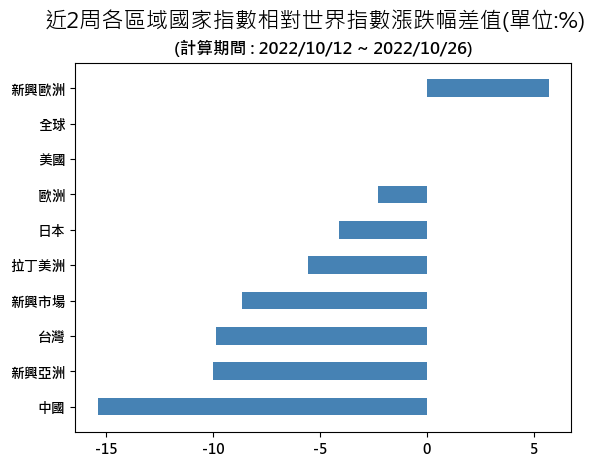 近2周各區域國家指數相對世界指數漲跌幅差值(單位:%)
(計算期間 : 2022/10/12 ~ 2022/10/26)
新興歐洲
全球
美國
歐洲
日本
拉丁美洲
新興市場
台灣
新興亞洲
中國
-15 -10 -5 0 5